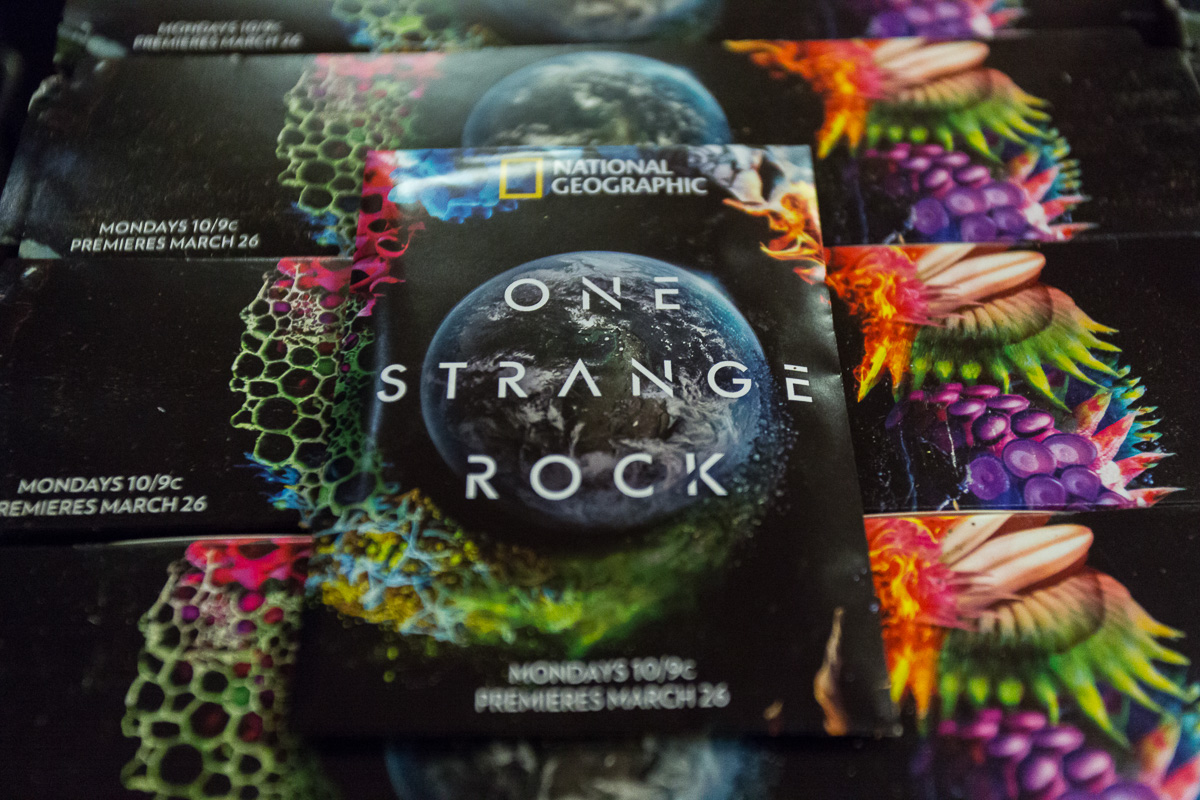 MONDAYS 10/9c
PREMIERES MARCH 26
MONDAYS 10/9c
PREMIERES MARCH 26
NATIONAL
GEOGRAPHIC
ONE
STRANGE
ROCK
MONDAYS 10/9c
REMIERES MARCH 26
MONDAYS 10/9c
PREMIERES MARCH 26